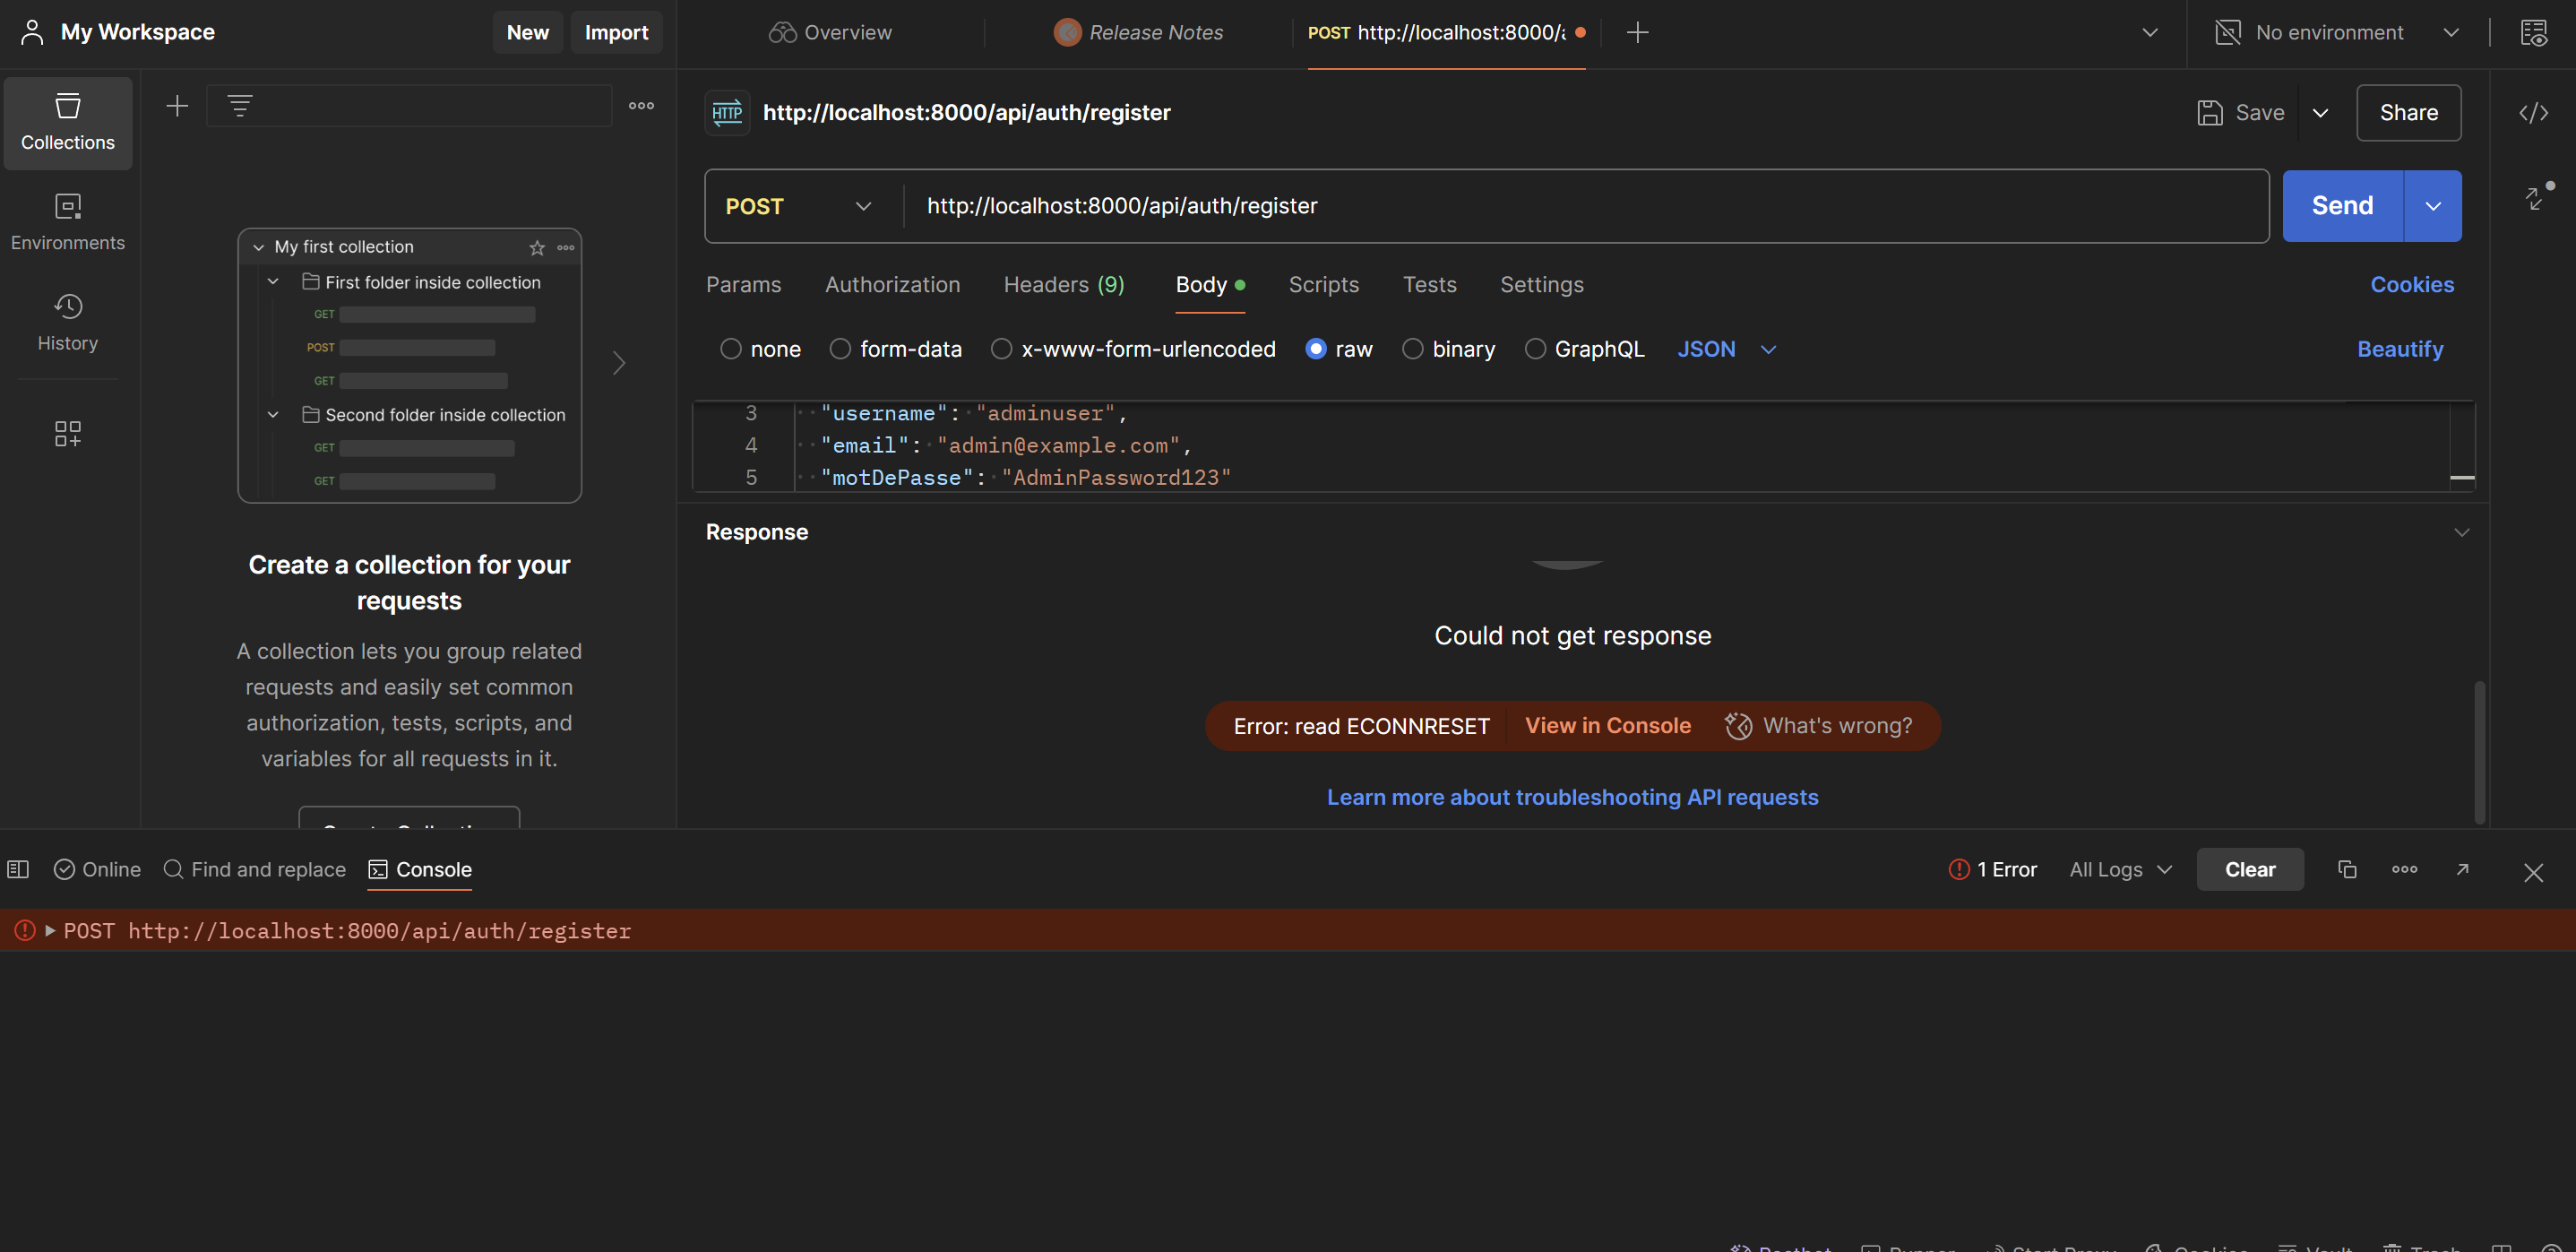 My Workspace
New
Import
Overview
Release Notes
POST http://localhost:8000/a
No environment
Collections
Environments
History
My first collection
First folder inside collection
GET
POST
GET
Second folder inside collection
GET
GET
Create a collection for your
requests
A collection lets you group related
requests and easily set common
authorization, tests, scripts, and
variables for all requests in it.
HTTP
http://localhost:8000/api/auth/register
Save
Share
POST
http://localhost:8000/api/auth/register
Send
Params
Authorization
Headers (9)
Body
Scripts
Tests
Settings
Cookies
none
form-data
x-www-form-urlencoded
raw
binary
GraphQL
JSON
Beautify
3 "username": "adminuser",
4 "email": "admin@example.com",
5 "motDePasse": "AdminPassword123"
Response
Could not get response
Error: read ECONNRESET
View in Console
What's wrong?
Learn more about troubleshooting API requests
Online
Find and replace
Console
1 Error
All Logs
Clear
POST http://localhost:8000/api/auth/register